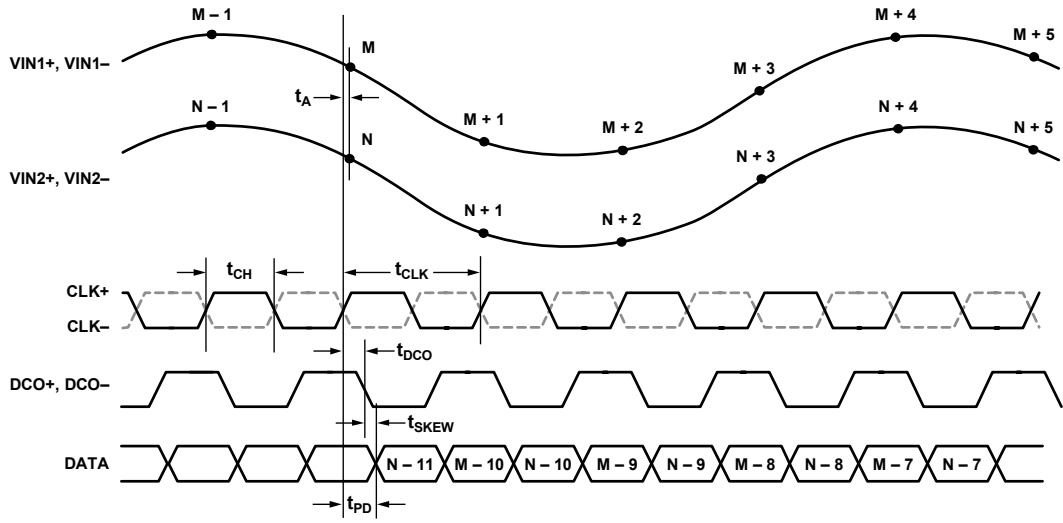 M – 1
M + 4
M
M + 5
VIN1+, VIN1–
M + 3
tA
N – 1
M + 1
M + 2
N + 4
N
N + 5
N + 3
VIN2+, VIN2–
N + 1
N + 2
tCH
tCLK
CLK+
CLK–
tDCO
DCO+, DCO–
tSKEW
DATA
N – 11
M – 10
N – 10
M – 9
N – 9
M – 8
N – 8
M – 7
N – 7
tPD